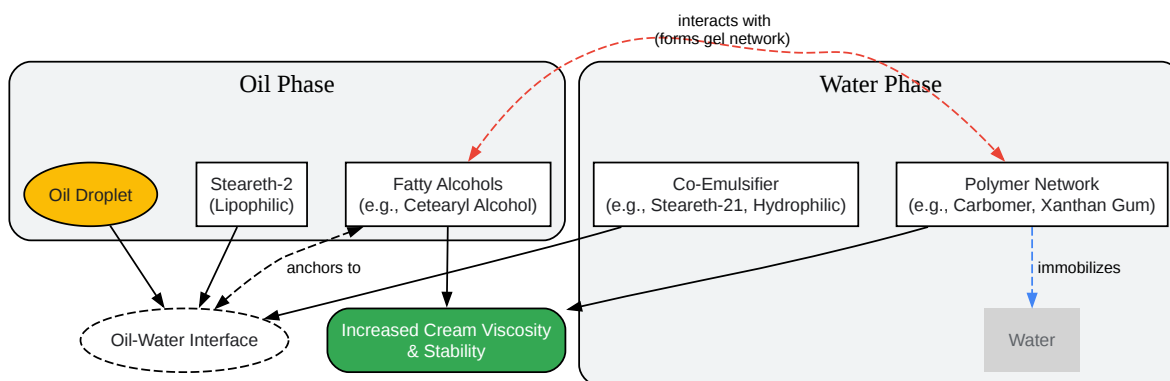 interacts with
(forms gel network)
Oil Phase
Water Phase
Oil Droplet
Steareth-2
(Lipophilic)
Fatty Alcohols
(e.g., Cetearyl Alcohol)
Co-Emulsifier
(e.g., Steareth-21, Hydrophilic)
Polymer Network
(e.g., Carbomer, Xanthan Gum)
anchors to
immobilizes
Oil-Water Interface
Increased Cream Viscosity
& Stability
Water